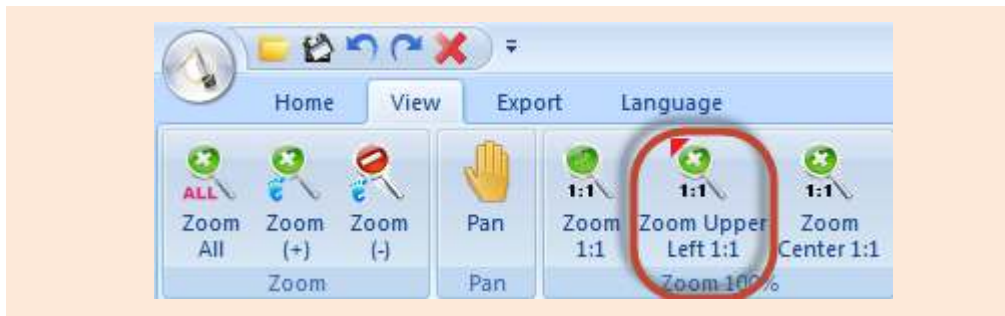 Home View Export Language
ALL 1:1 1:1 1:1
Zoom Zoom Zoom Pan Zoom Zoom Upper Zoom
All (+) (-) 1:1 Left 1:1 Center 1:1
Zoom Pan Zoom 100%